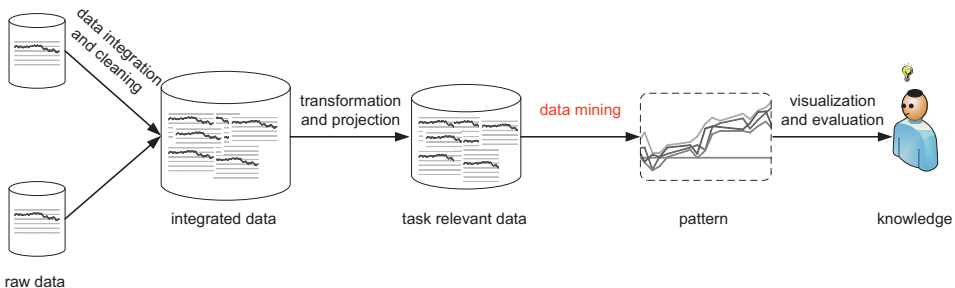 data integration
and cleaning
transformation
and projection
data mining
visualization
and evaluation
integrated data
task relevant data
pattern
knowledge
raw data